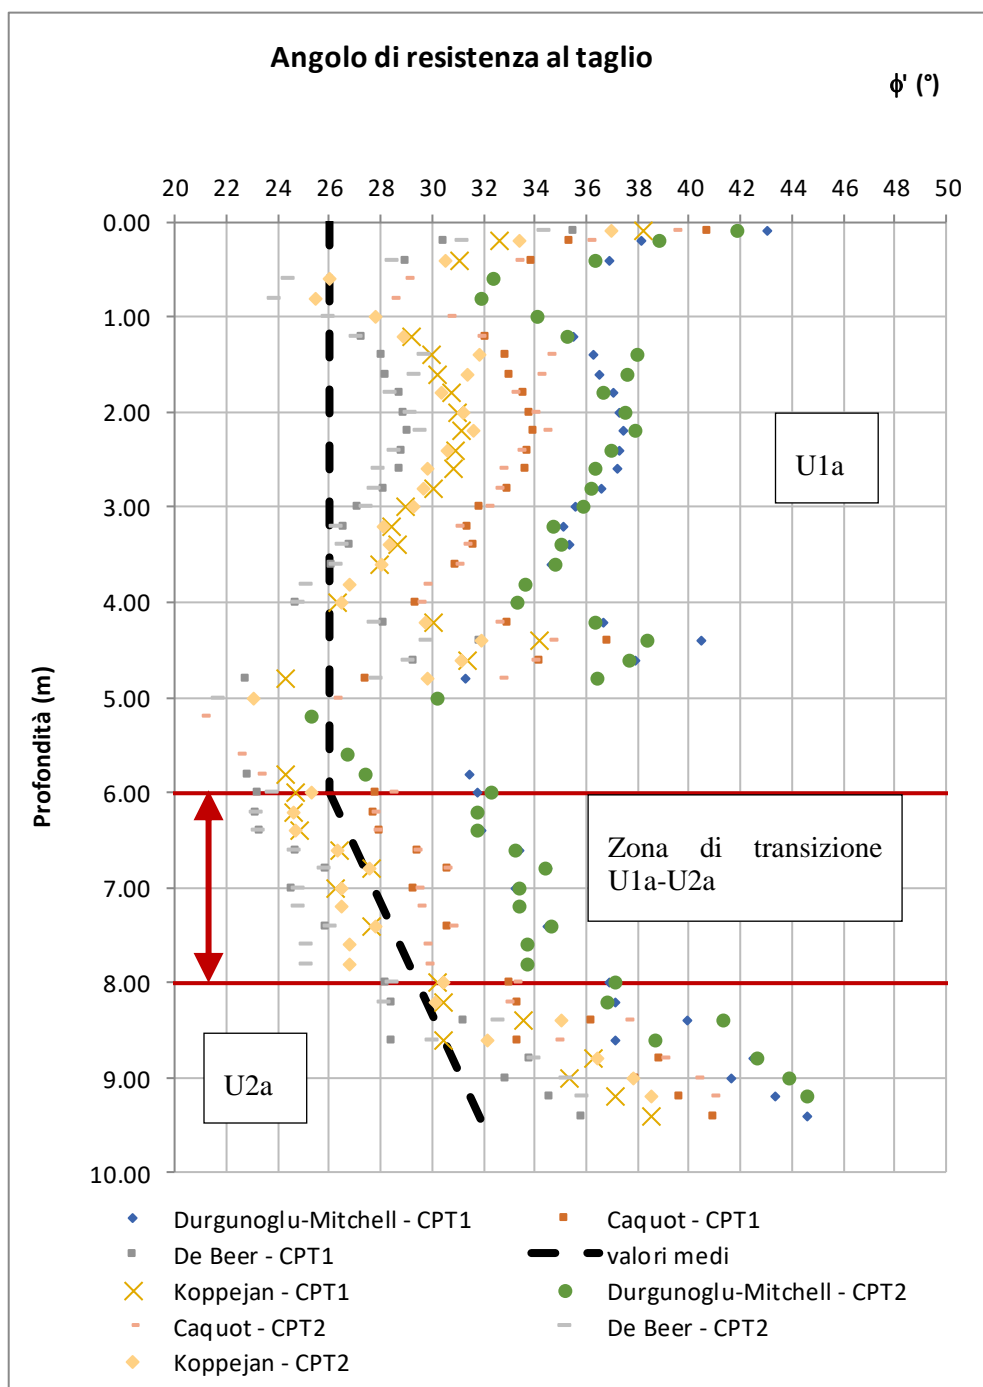 Angolo di resistenza al taglio
ϕ' (°)
20 22 24 26 28 30 32 34 36 38 40 42 44 46 48 50
0.00
1.00
2.00
3.00
4.00
5.00
6.00
7.00
8.00
9.00
10.00
Profondità (m)
U1a
Zona di transizione
U1a-U2a
U2a
Durgunoglu-Mitchell - CPT1
Caquot - CPT1
De Beer - CPT1
valori medi
Koppejan - CPT1
Durgunoglu-Mitchell - CPT2
Caquot - CPT2
De Beer - CPT2
Koppejan - CPT2